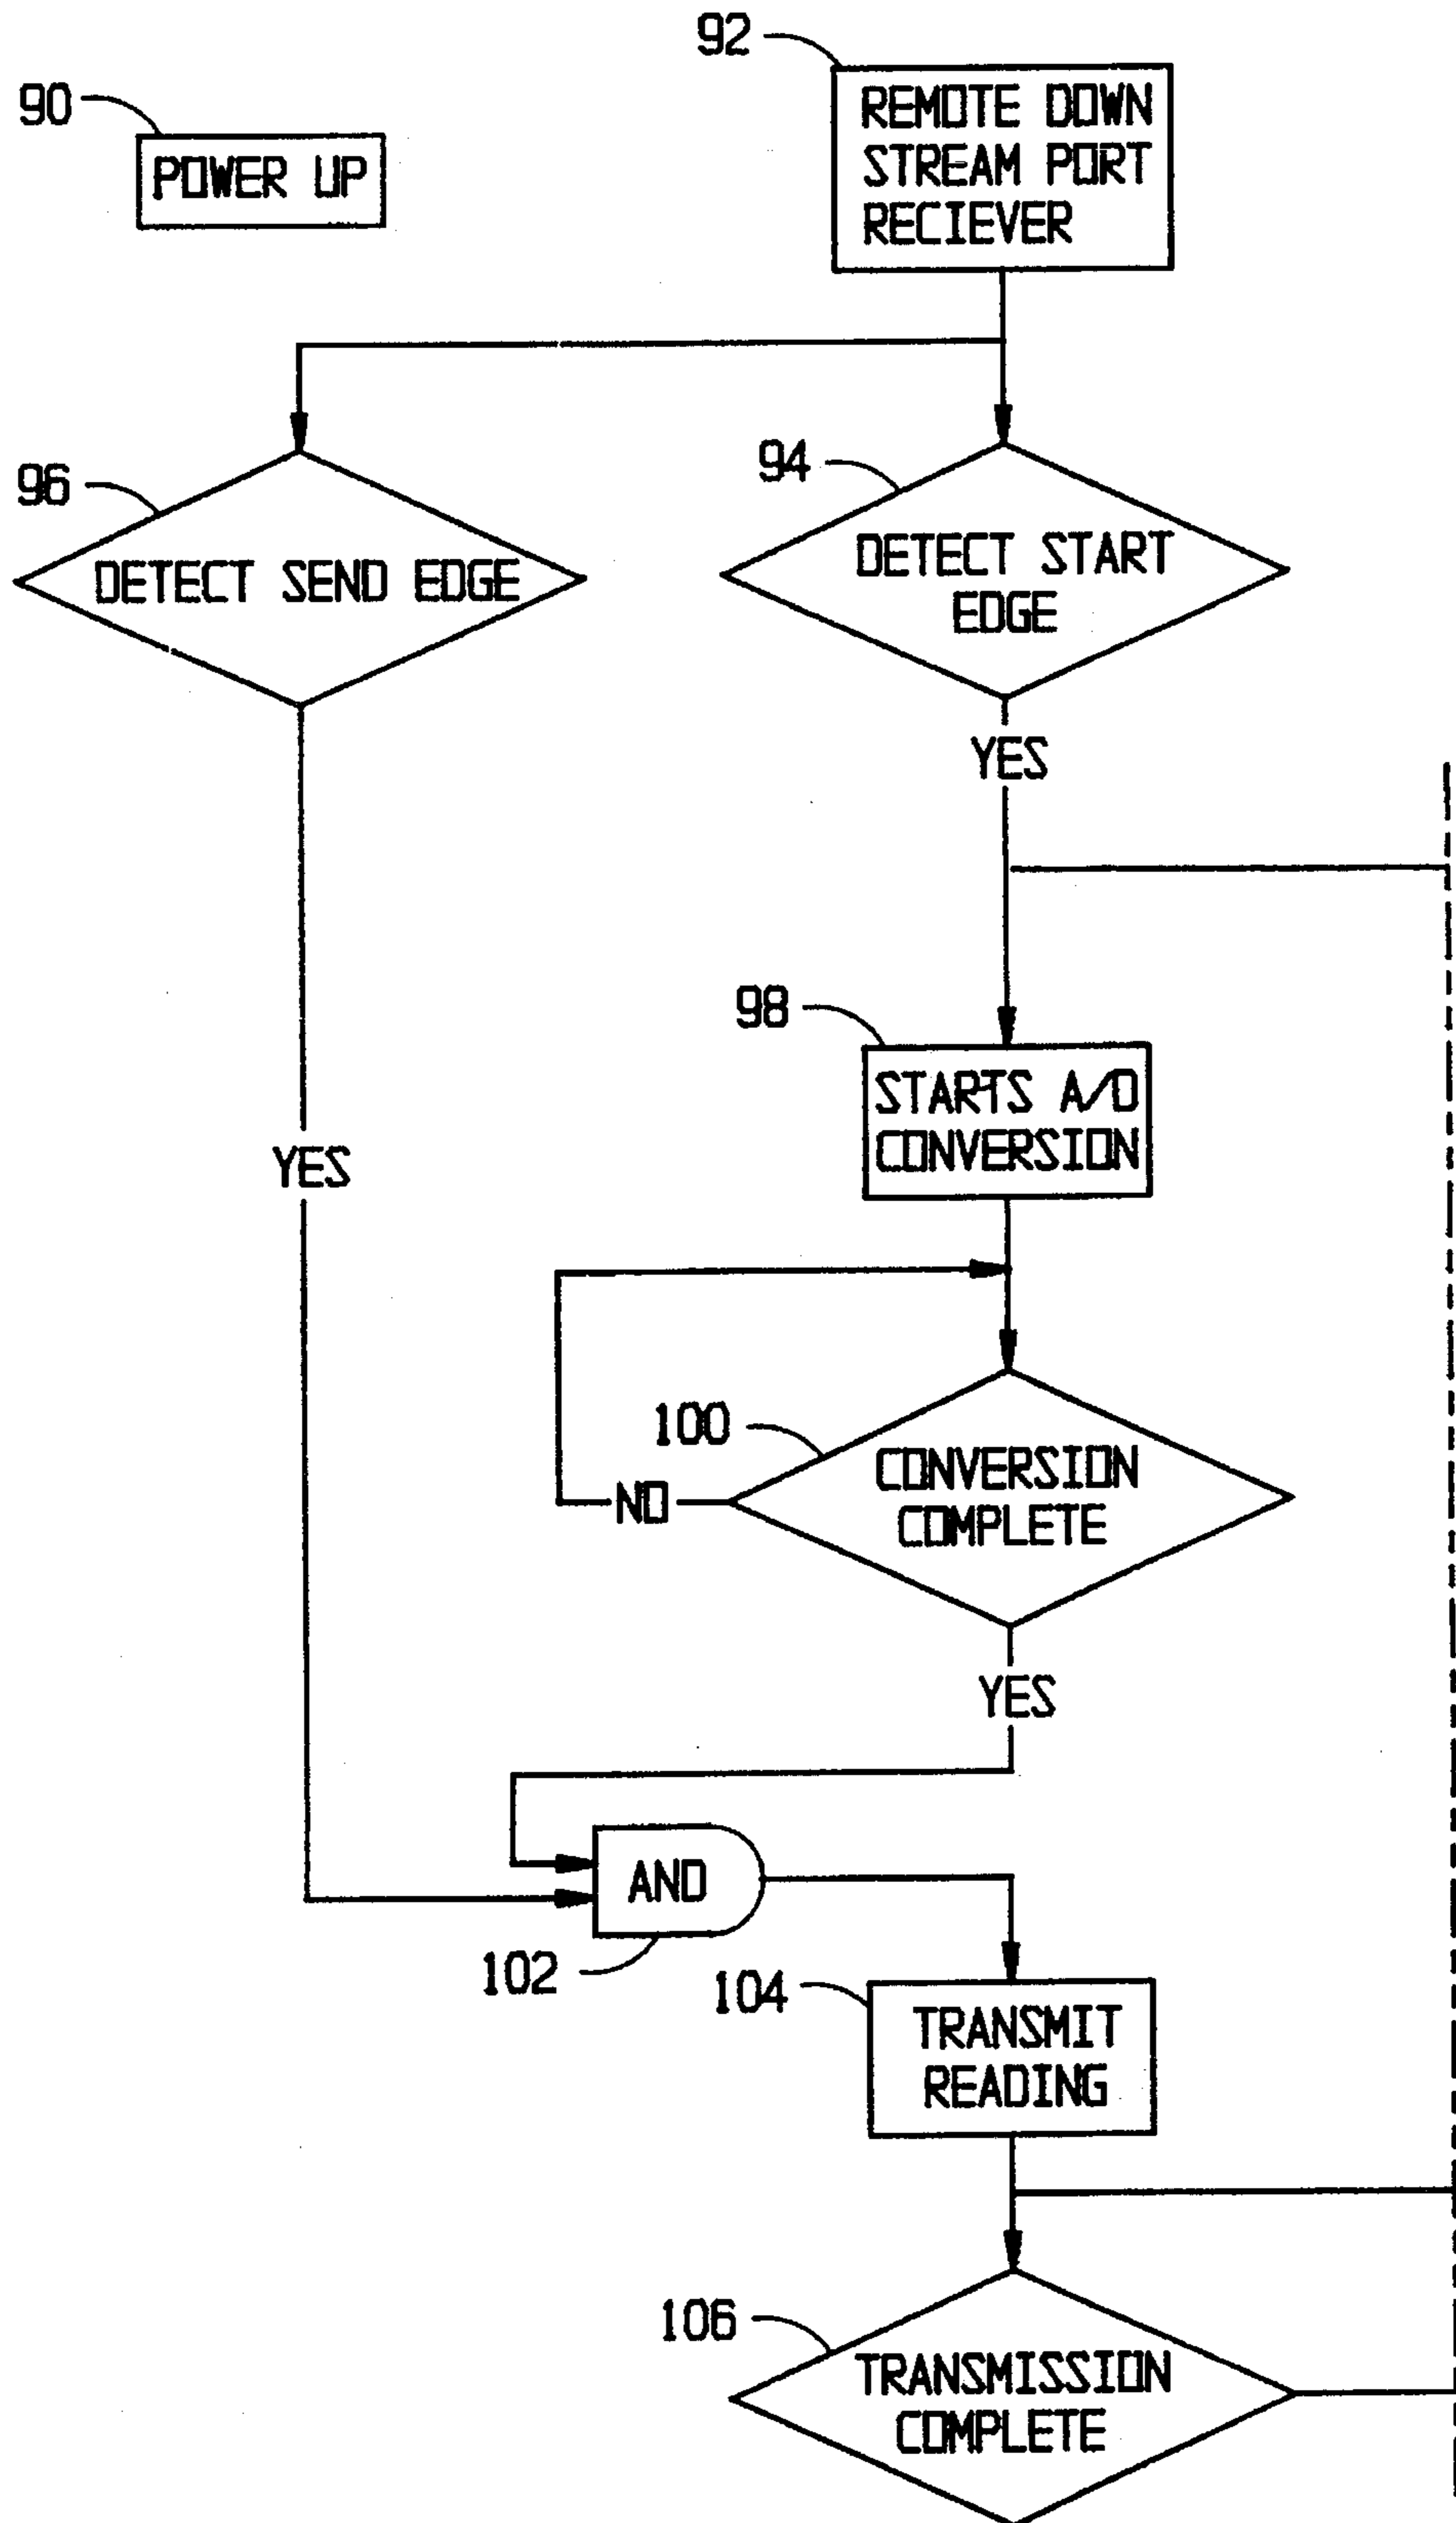 92
90
REMOTE DOWN
STREAM PORT
RECIEVER
POWER UP
94
96
DETECT START
EDGE
DETECT SEND EDGE
YES
98
STARTS A/D
CONVERSION
YES
100
CONVERSION
COMPLETE
NO
YES
AND
102
104
TRANSMIT
READING
106
TRANSMISSION
COMPLETE